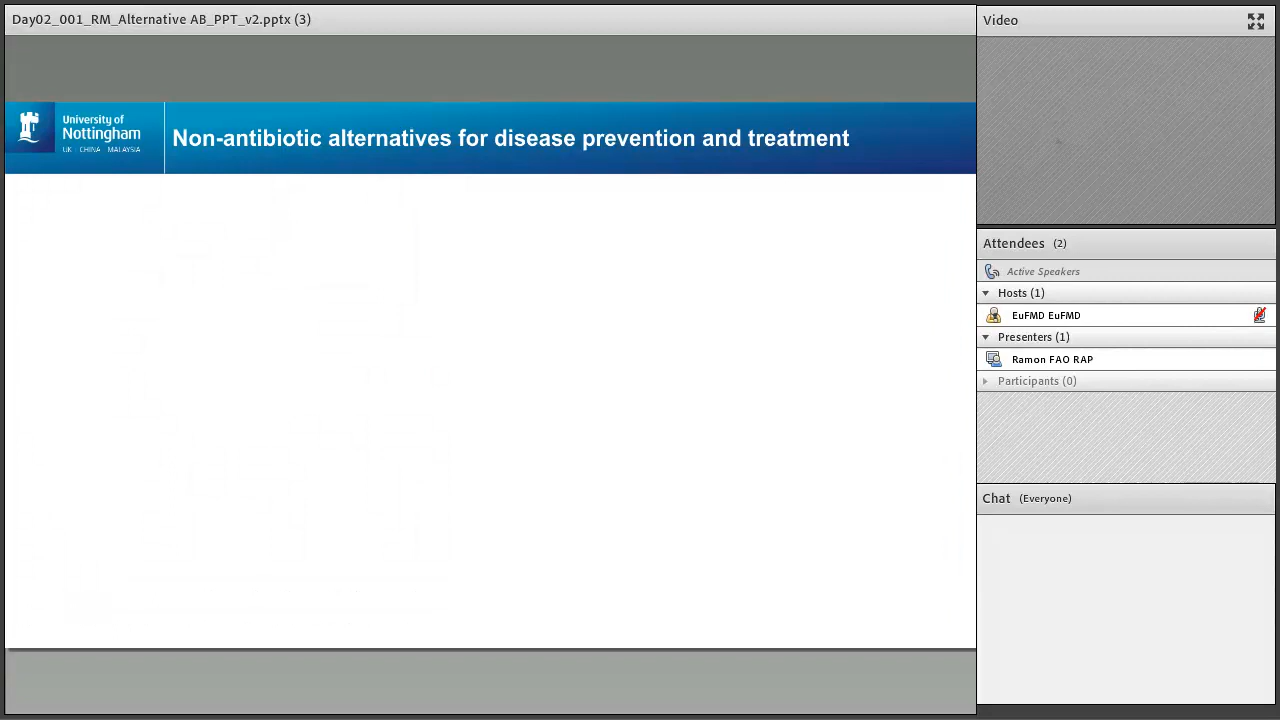 Day02_001_RM_Alternative AB_PPT_v2.pptx (3)
University of
Nottingham
UK | CHINA | MALAYSIA
Non-antibiotic alternatives for disease prevention and treatment
Video
Attendees (2)
Active Speakers
Hosts (1)
EuFMD EuFMD
Presenters (1)
Ramon FAO RAP
Participants (0)
Chat (Everyone)